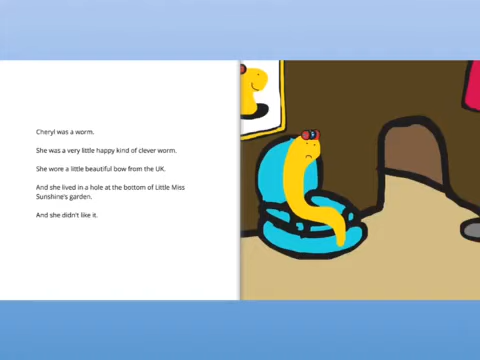 Cheryl was a worm.
She was a very little happy kind of clever worm.
She wore a little beautiful bow from the UK.
And she lived in a hole at the bottom of Little Miss
Sunshine's garden.
And she didn't like it.